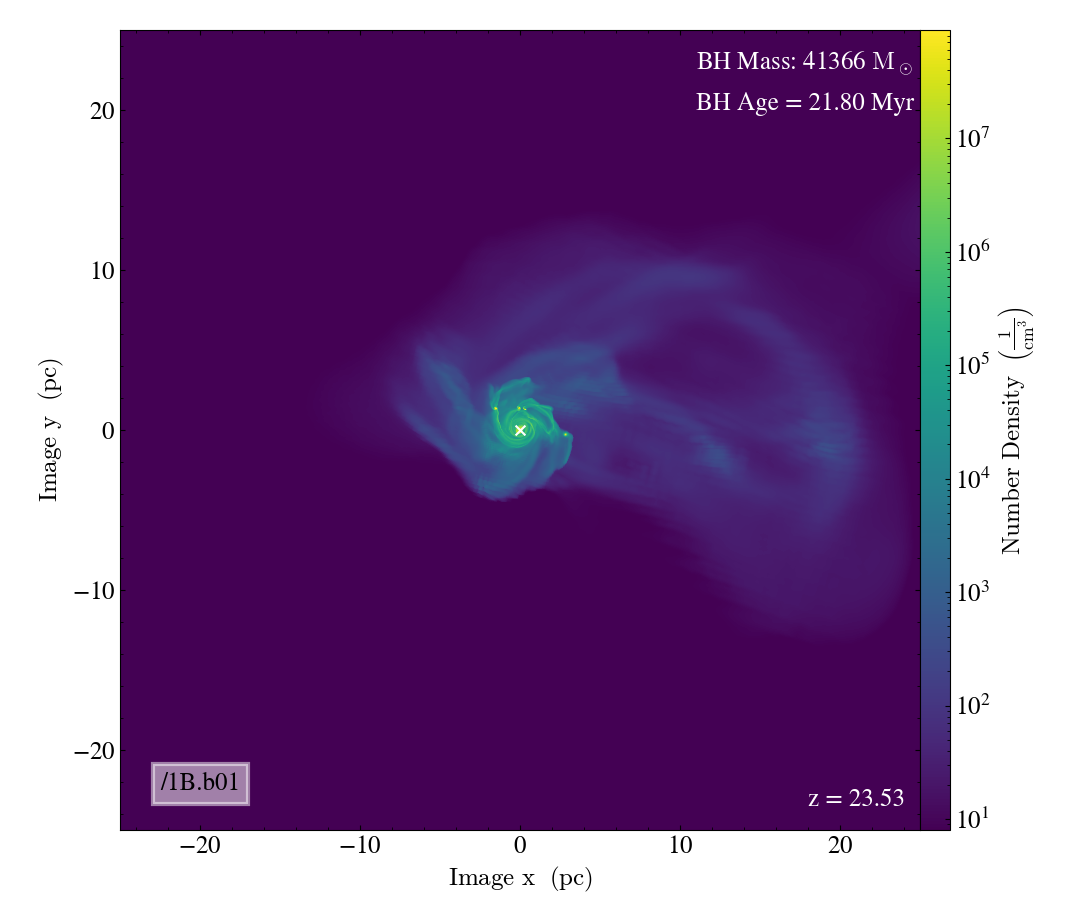 BH Mass: 41366 M⊙
BH Age = 21.80 Myr
20
10
0
−10
−20
Image y (pc)
/1B.b01
z = 23.53
−20
−10
0
10
20
Image x (pc)
10⁷
10⁶
10⁵
10⁴
10³
10²
10¹
Number Density (1/cm³)